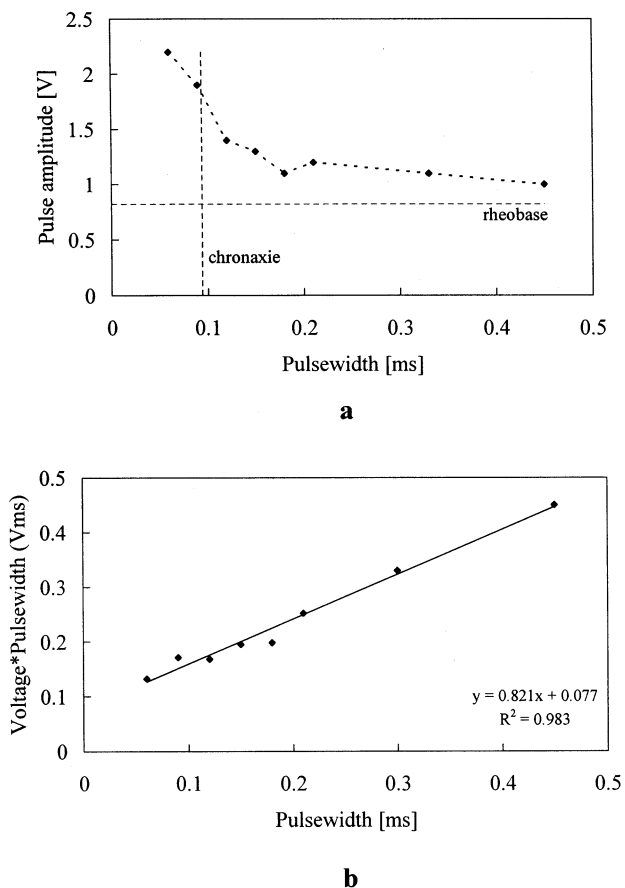 2.5
2
1.5
1
0.5
0
Pulse amplitude [V]
rheobase
chronaxie
0 0.1 0.2 0.3 0.4 0.5
Pulsewidth [ms]
a
0.5
0.4
0.3
0.2
0.1
0
Voltage*Pulsewidth (Vms)
y = 0.821x + 0.077
R² = 0.983
0 0.1 0.2 0.3 0.4 0.5
Pulsewidth [ms]
b